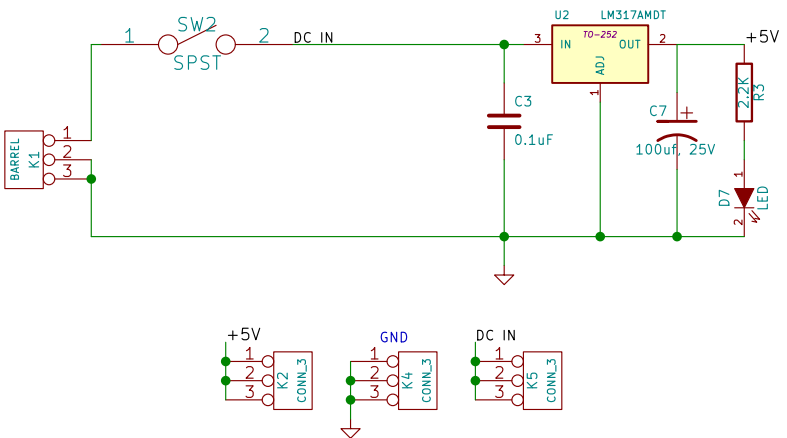 U2 LM317AMDT
SW2
1 2
SPST
DC IN
3 IN
TO-252
OUT 2
ADJ
1
+5V
2.2K
R3
C3
0.1uF
C7
+
100uf, 25V
BARREL
K1
1
2
3
1
D7
LED
2
+5V
1
2
3
K2
CONN_3
GND
1
2
3
K4
CONN_3
DC IN
1
2
3
K5
CONN_3